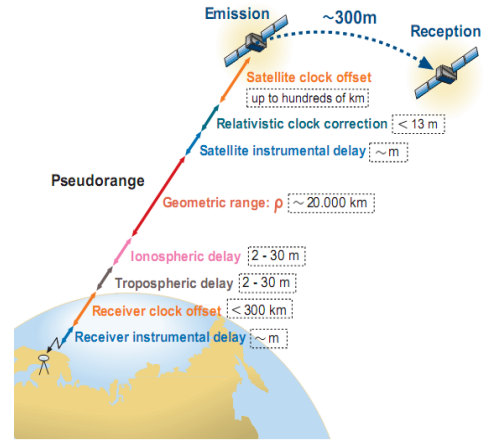 Emission
~300m
Reception
Satellite clock offset
up to hundreds of km
Relativistic clock correction < 13 m
Satellite instrumental delay ~m
Pseudorange
Geometric range: ρ ~ 20.000 km
Ionospheric delay 2 - 30 m
Tropospheric delay 2 - 30 m
Receiver clock offset <300 km
Receiver instrumental delay ~m